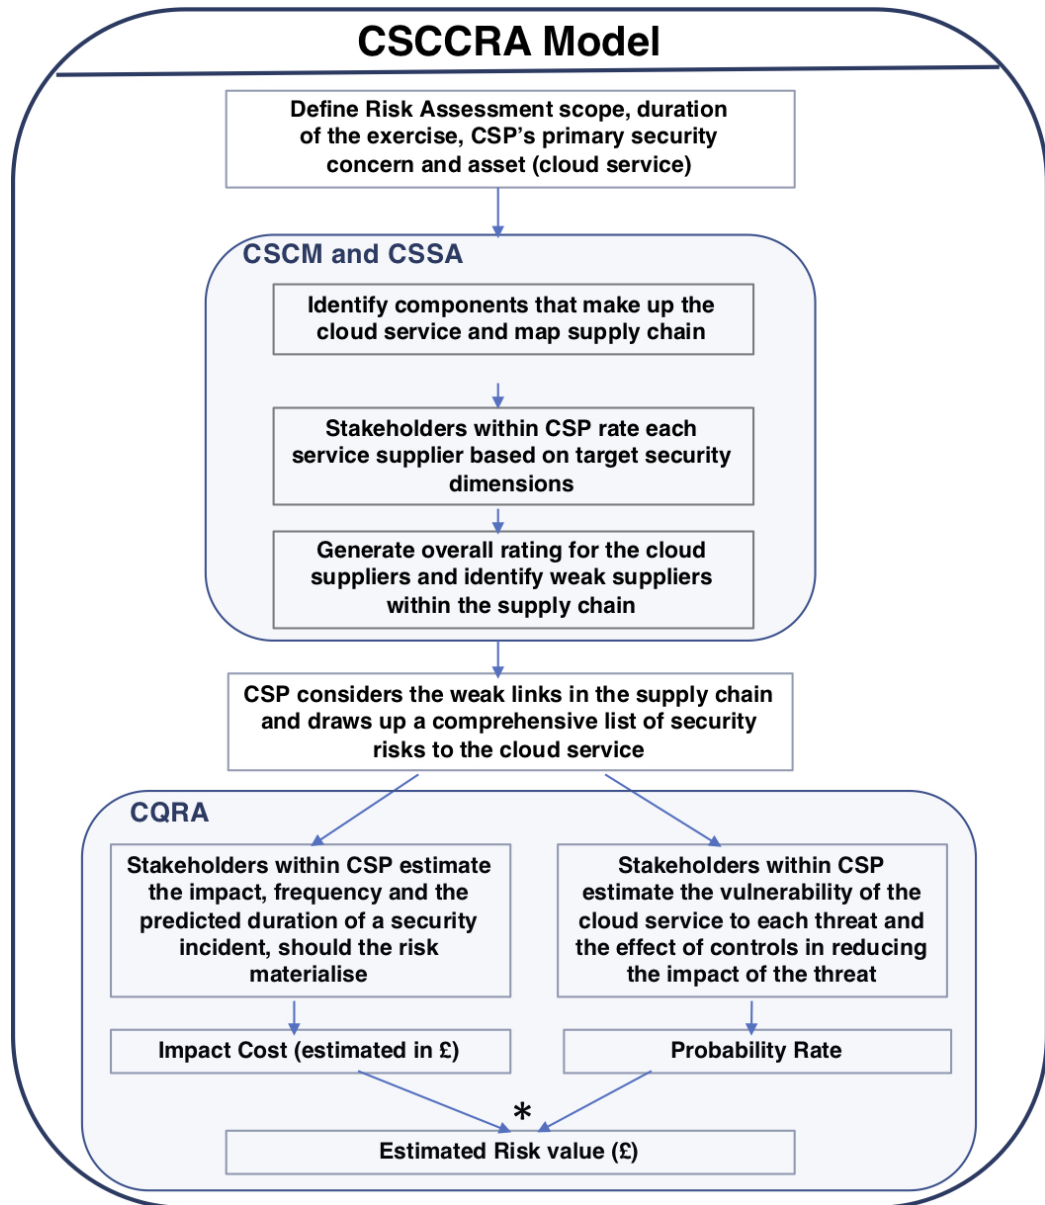 CSCCRA Model
Define Risk Assessment scope, duration
of the exercise, CSP's primary security
concern and asset (cloud service)
CSCM and CSSA
Identify components that make up the
cloud service and map supply chain
Stakeholders within CSP rate each
service supplier based on target security
dimensions
Generate overall rating for the cloud
suppliers and identify weak suppliers
within the supply chain
CSP considers the weak links in the supply chain
and draws up a comprehensive list of security
risks to the cloud service
CQRA
Stakeholders within CSP estimate
the impact, frequency and the
predicted duration of a security
incident, should the risk
materialise
Stakeholders within CSP
estimate the vulnerability of the
cloud service to each threat and
the effect of controls in reducing
the impact of the threat
Impact Cost (estimated in £)
Probability Rate
*
Estimated Risk value (£)